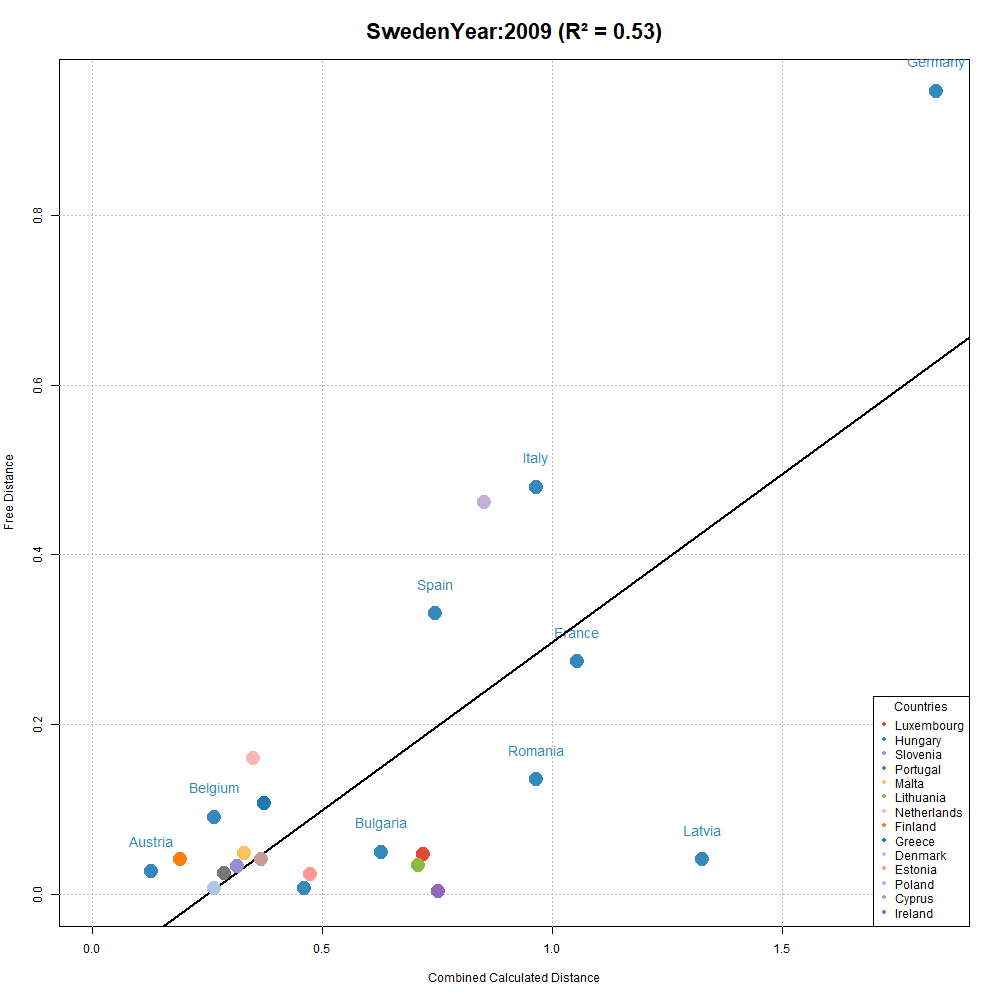 SwedenYear:2009 (R² = 0.53)
Germany
Italy
Spain
France
Romania
Belgium
Bulgaria
Latvia
Austria
Free Distance
0.8
0.6
0.4
0.2
0.0
0.0
0.5
1.0
1.5
Combined Calculated Distance
Countries
Luxembourg
Hungary
Slovenia
Portugal
Malta
Lithuania
Netherlands
Finland
Greece
Denmark
Estonia
Poland
Cyprus
Ireland